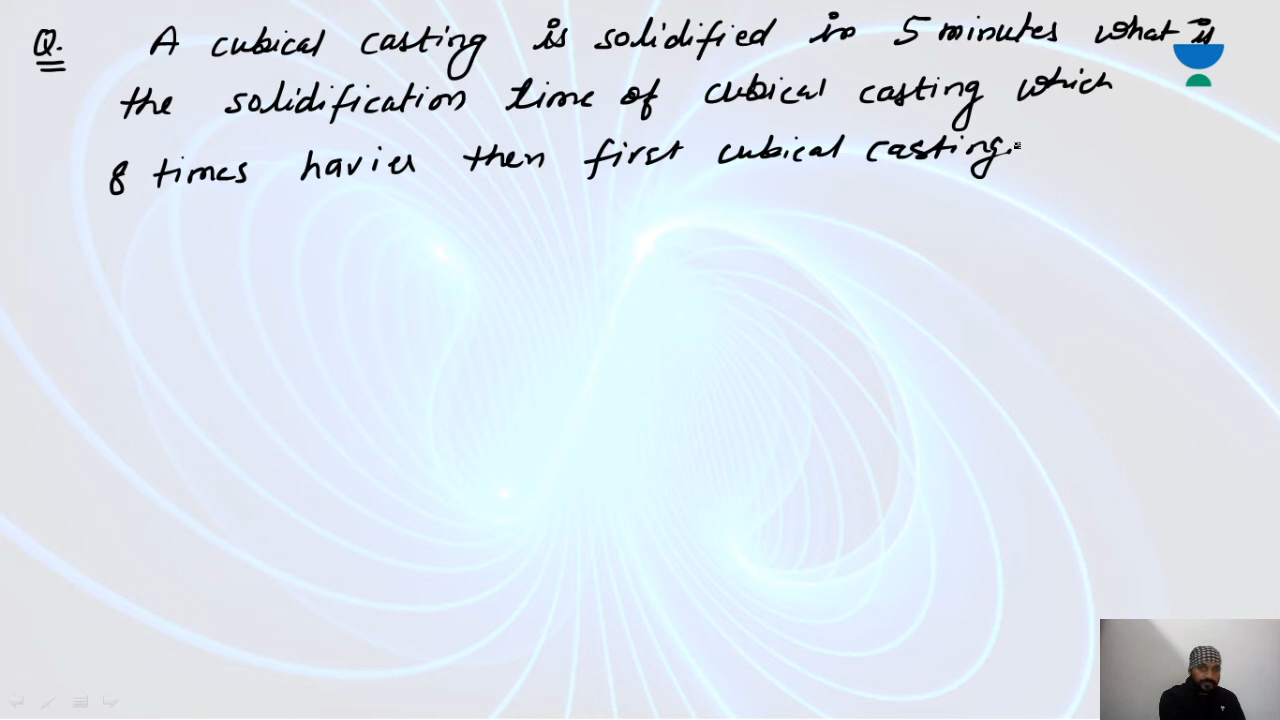 Q. A cubical casting is solidified in 5 minutes what is
the solidification time of cubical casting which
8 times havier then first cubical casting.